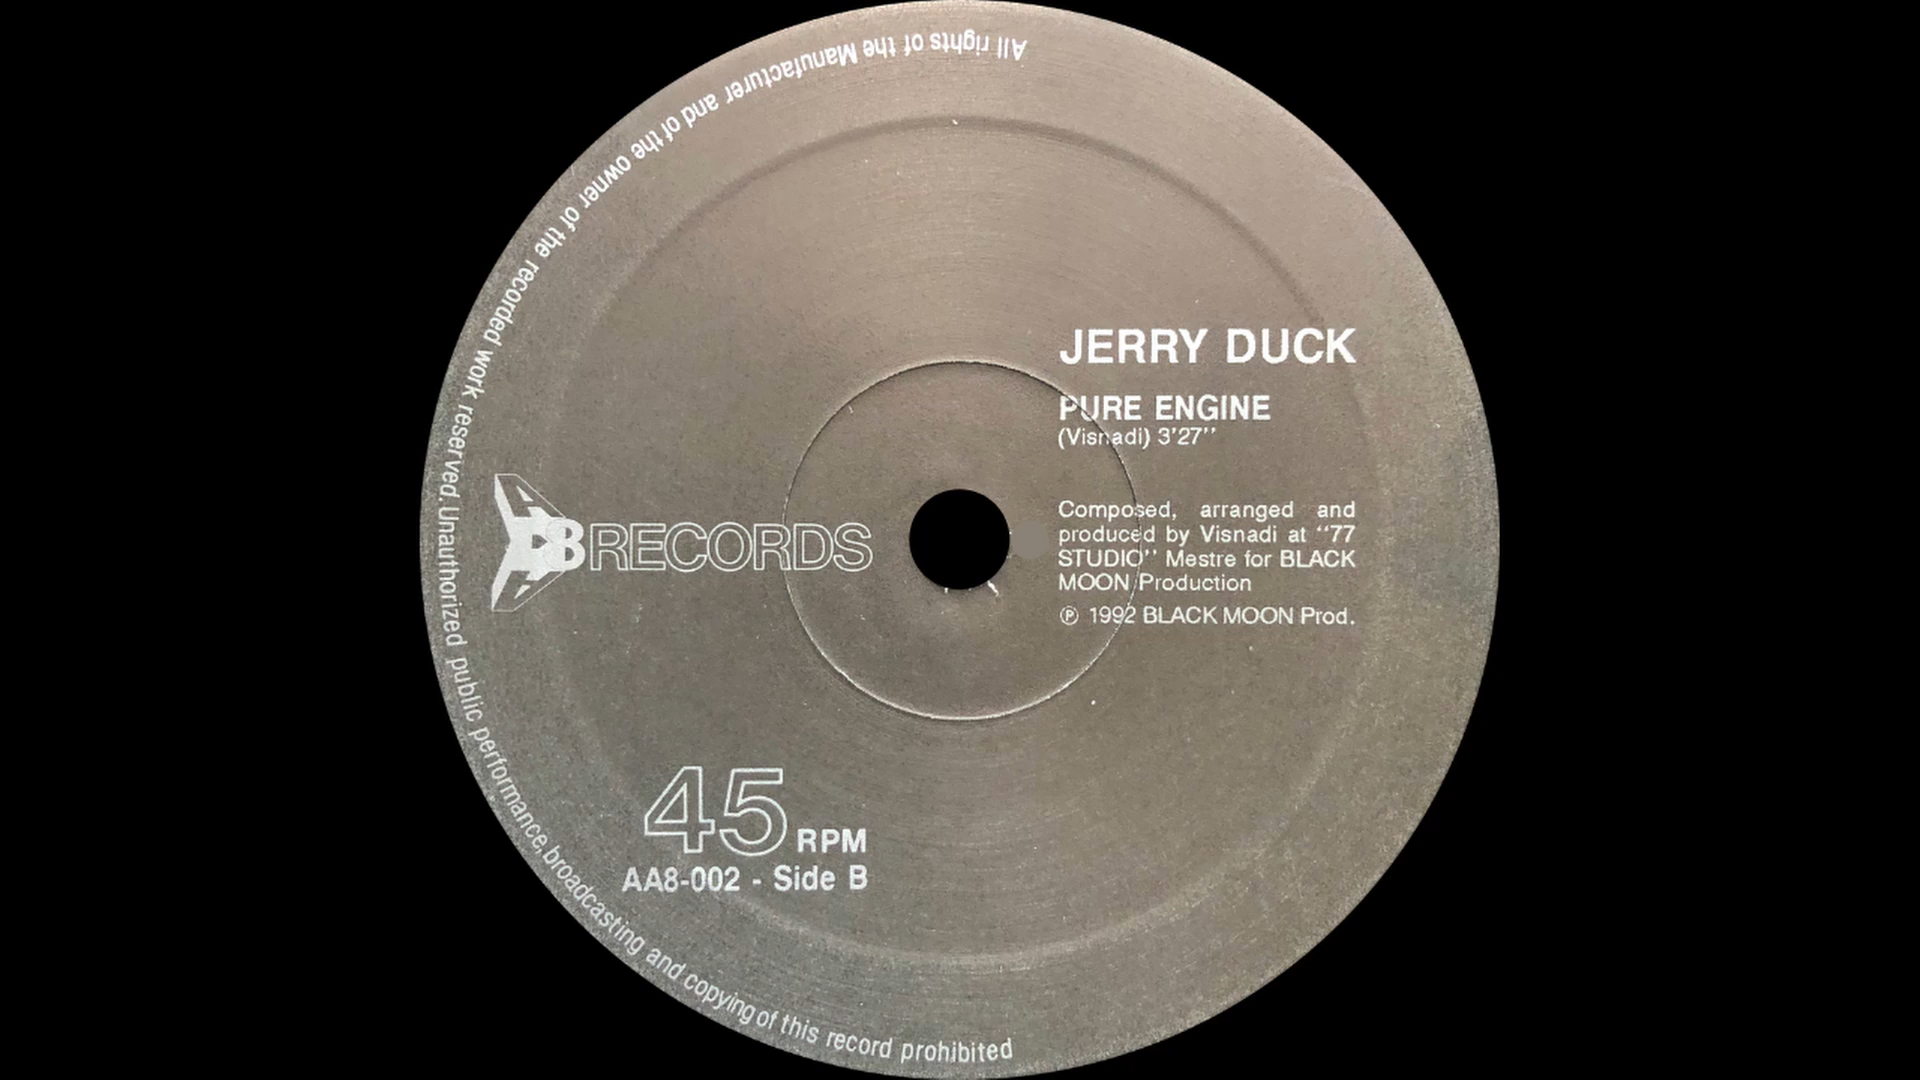 All rights of the Manufacturer and of the owner of the recorded work reserved. Unauthorized public performance, broadcasting and copying of this record prohibited
JERRY DUCK
PURE ENGINE
(Visnadi) 3'27''
Composed, arranged and
produced by Visnadi at "77
STUDIO" Mestre for BLACK
MOON Production
℗ 1992 BLACK MOON Prod.
8 RECORDS
45 RPM
AA8-002 - Side B